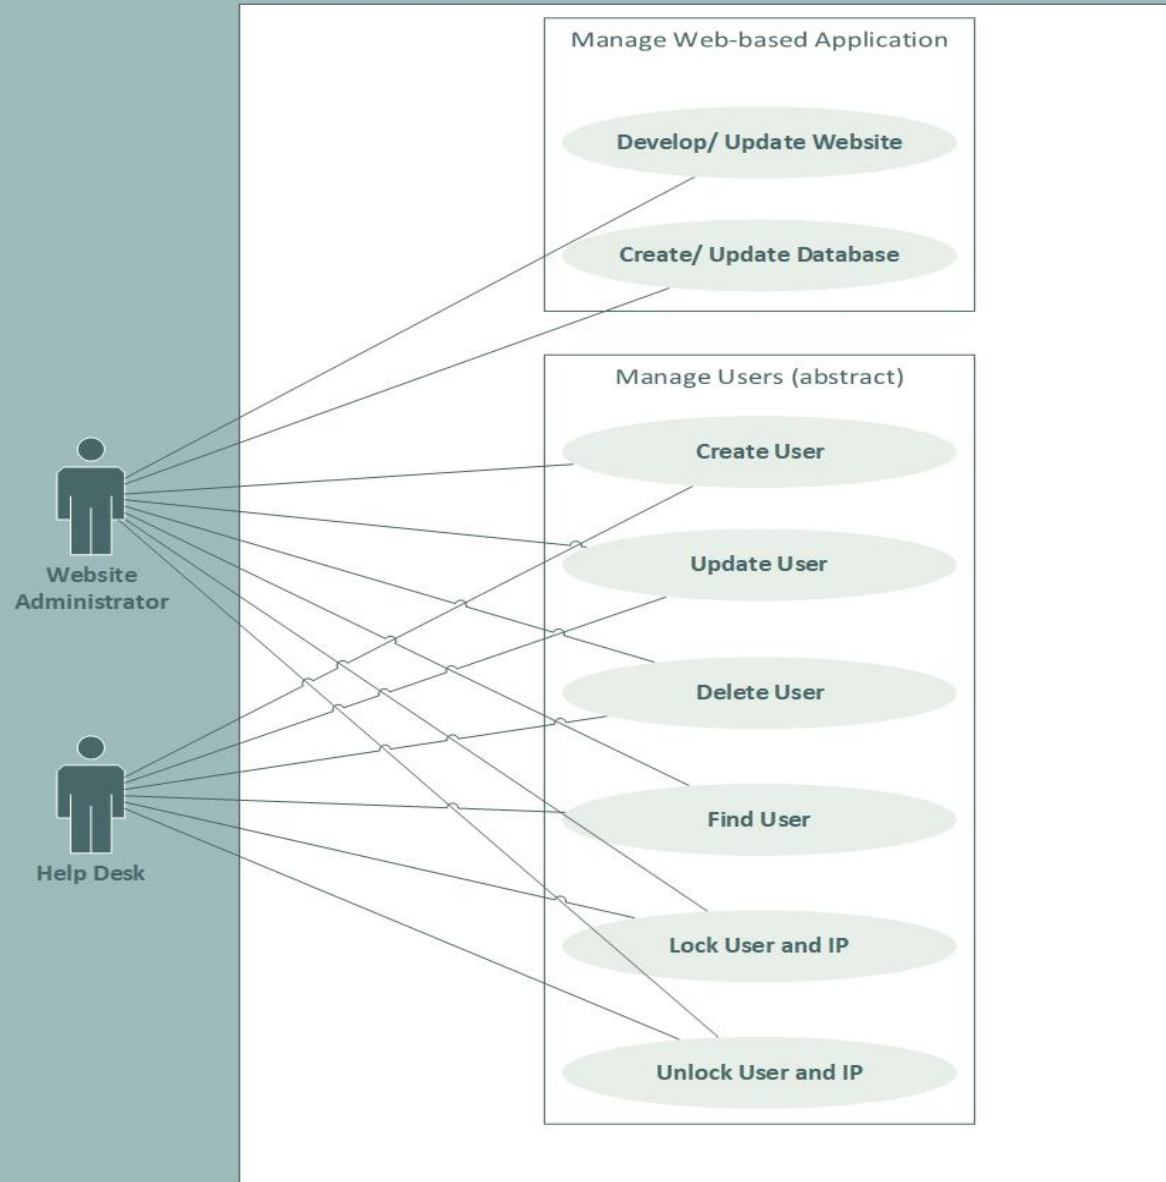 Manage Web-based Application
Develop/ Update Website
Create/ Update Database
Manage Users (abstract)
Create User
Update User
Website
Administrator
Delete User
Find User
Help Desk
Lock User and IP
Unlock User and IP